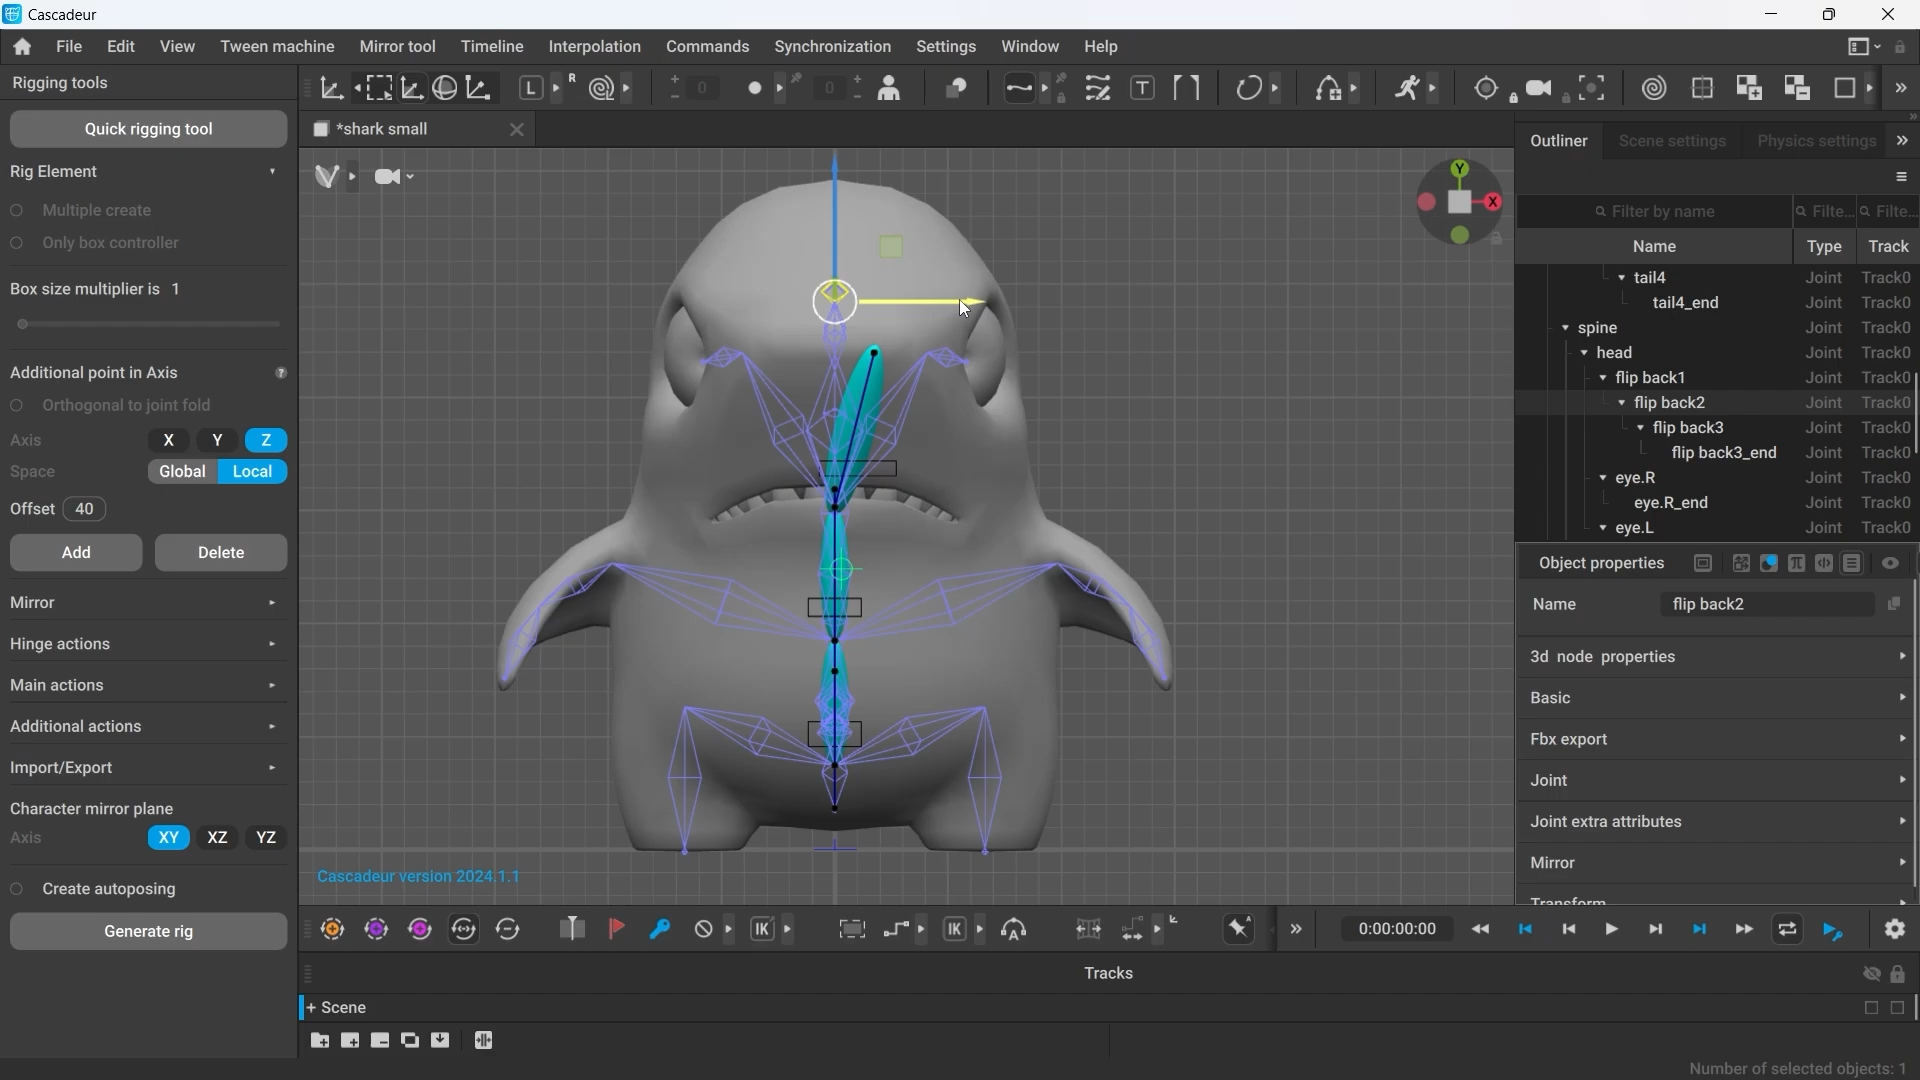 Cascadeur
File Edit View Tween machine Mirror tool Timeline Interpolation Commands Synchronization Settings Window Help
Rigging tools
L R 0 0 T
Quick rigging tool
*shark small
Outliner Scene settings Physics settings
Rig Element
Multiple create
Only box controller
Y
X
Filter by name Filte... Filte...
Name Type Track
Box size multiplier is 1
tail4 Joint Track0
tail4_end Joint Track0
spine Joint Track0
head Joint Track0
flip back1 Joint Track0
flip back2 Joint Track0
flip back3 Joint Track0
flip back3_end Joint Track0
eye.R Joint Track0
eye.R_end Joint Track0
eye.L Joint Track0
Additional point in Axis ?
Orthogonal to joint fold
Axis X Y Z
Space Global Local
Offset 40
Add Delete
Mirror
Hinge actions
Main actions
Additional actions
Import/Export
Character mirror plane
Axis XY XZ YZ
Create autoposing
Generate rig
Object properties
Name flip back2
3d node properties
Basic
Fbx export
Joint
Joint extra attributes
Mirror
Transform
Cascadeur version 2024.1.1
IK IK A 0:00:00:00
Tracks
+ Scene
Number of selected objects: 1